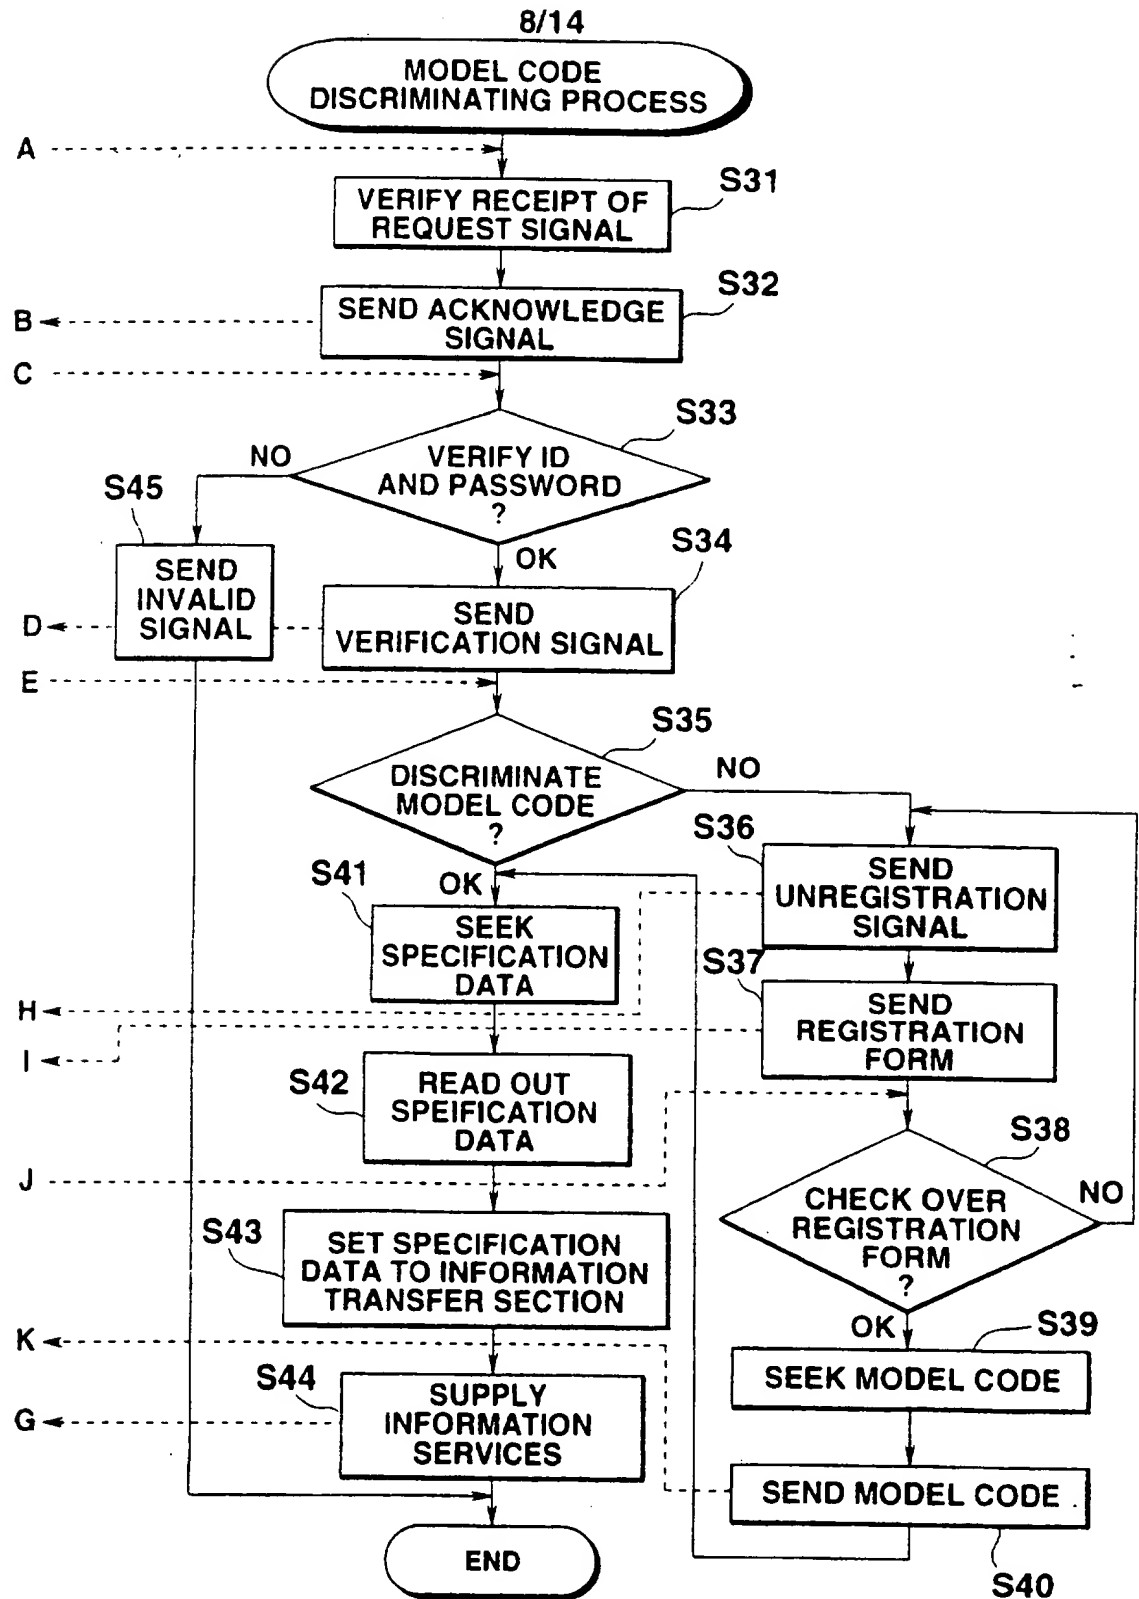 8/14
MODEL CODE
DISCRIMINATING PROCESS
A
S31
VERIFY RECEIPT OF
REQUEST SIGNAL
S32
SEND ACKNOWLEDGE
SIGNAL
B
C
S33
VERIFY ID
AND PASSWORD
?
NO
S45
SEND
INVALID
SIGNAL
OK
S34
SEND
VERIFICATION SIGNAL
D
E
S35
DISCRIMINATE
MODEL CODE
?
NO
S36
SEND
UNREGISTRATION
SIGNAL
OK
S41
SEEK
SPECIFICATION
DATA
S37
SEND
REGISTRATION
FORM
H
I
S42
READ OUT
SPEIFICATION
DATA
J
S38
CHECK OVER
REGISTRATION
FORM
?
NO
S43
SET SPECIFICATION
DATA TO INFORMATION
TRANSFER SECTION
OK
S39
SEEK MODEL CODE
K
S44
SUPPLY
INFORMATION
SERVICES
G
SEND MODEL CODE
S40
END